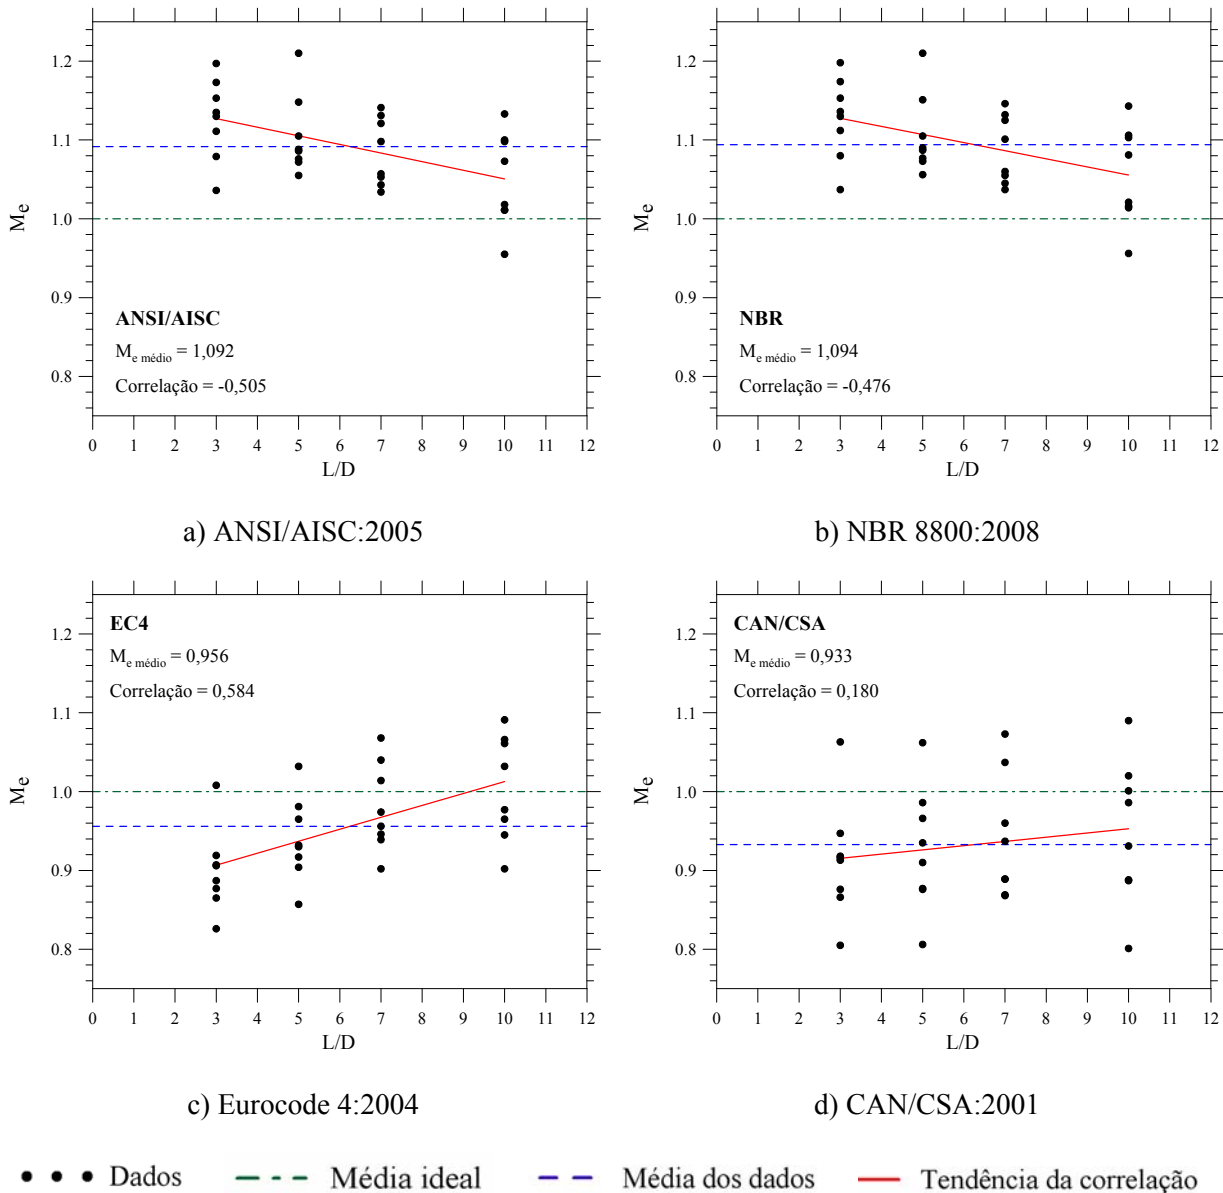 1.2
1.1
1.0
0.9
0.8
Me
ANSI/AISC
Me médio = 1,092
Correlação = -0,505
0 1 2 3 4 5 6 7 8 9 10 11 12
L/D
a) ANSI/AISC:2005
1.2
1.1
1.0
0.9
0.8
Me
NBR
Me médio = 1,094
Correlação = -0,476
0 1 2 3 4 5 6 7 8 9 10 11 12
L/D
b) NBR 8800:2008
1.2
1.1
1.0
0.9
0.8
Me
EC4
Me médio = 0,956
Correlação = 0,584
0 1 2 3 4 5 6 7 8 9 10 11 12
L/D
c) Eurocode 4:2004
1.2
1.1
1.0
0.9
0.8
Me
CAN/CSA
Me médio = 0,933
Correlação = 0,180
0 1 2 3 4 5 6 7 8 9 10 11 12
L/D
d) CAN/CSA:2001
Dados Média ideal Média dos dados Tendência da correlação